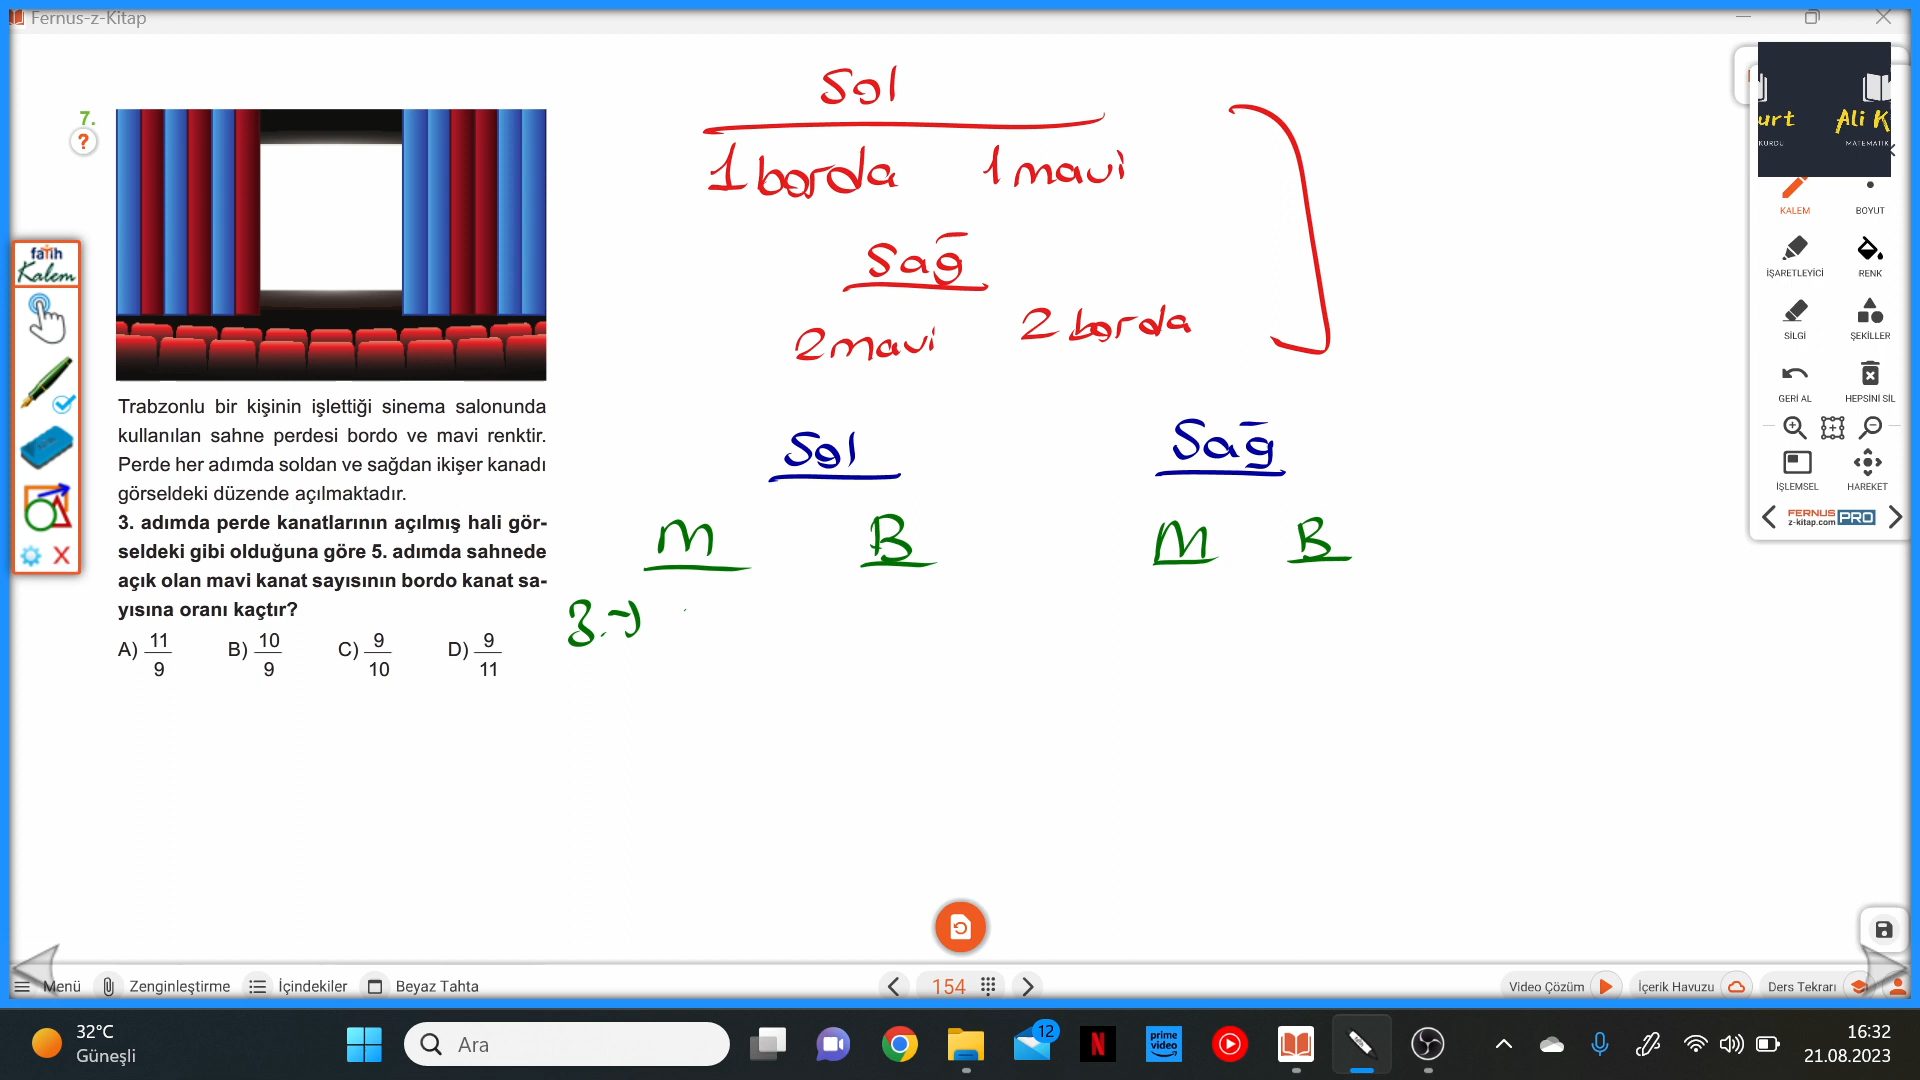 Fernus-z-Kitap
7.
?
Trabzonlu bir kişinin işlettiği sinema salonunda
kullanılan sahne perdesi bordo ve mavi renktir.
Perde her adımda soldan ve sağdan ikişer kanadı
görseldeki düzende açılmaktadır.
3. adımda perde kanatlarının açılmış hali gör-
seldeki gibi olduğuna göre 5. adımda sahnede
açık olan mavi kanat sayısının bordo kanat sa-
yısına oranı kaçtır?
A) 11/9 B) 10/9 C) 9/10 D) 9/11
Sol
1 borda 1 mavi
Sağ
2 mavi 2 borda
Sol Sağ
M B M B
3.→
fatih
Kalem
urt Ali K
KURDU MATEMATİK
KALEM BOYUT
İŞARETLEYİCİ RENK
SİLGİ ŞEKİLLER
GERİ AL HEPSİNİ SİL
İŞLEMSEL HAREKET
FERNUS
z-kitap.com PRO
Menü Zenginleştirme İçindekiler Beyaz Tahta 154 Video Çözüm İçerik Havuzu Ders Tekrarı
32°C
Güneşli
Ara
12
N
prime
video
16:32
21.08.2023